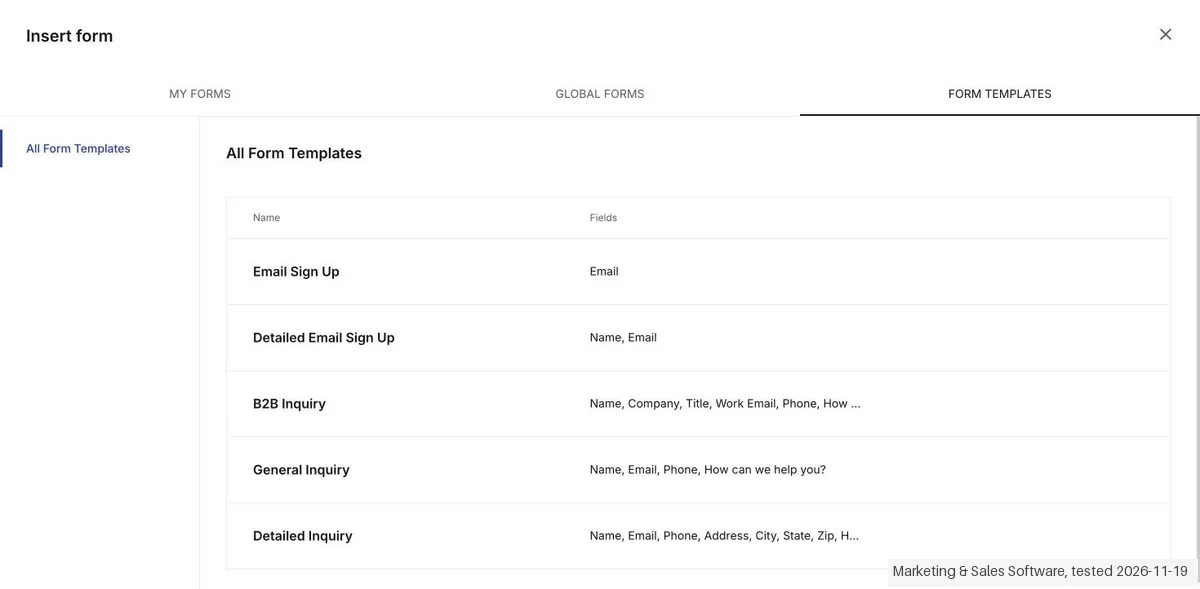 Insert form
MY FORMS
GLOBAL FORMS
FORM TEMPLATES
All Form Templates
All Form Templates
Name Fields
Email Sign Up Email
Detailed Email Sign Up Name, Email
B2B Inquiry Name, Company, Title, Work Email, Phone, How ...
General Inquiry Name, Email, Phone, How can we help you?
Detailed Inquiry Name, Email, Phone, Address, City, State, Zip, H...
Marketing & Sales Software, tested 2026-11-19